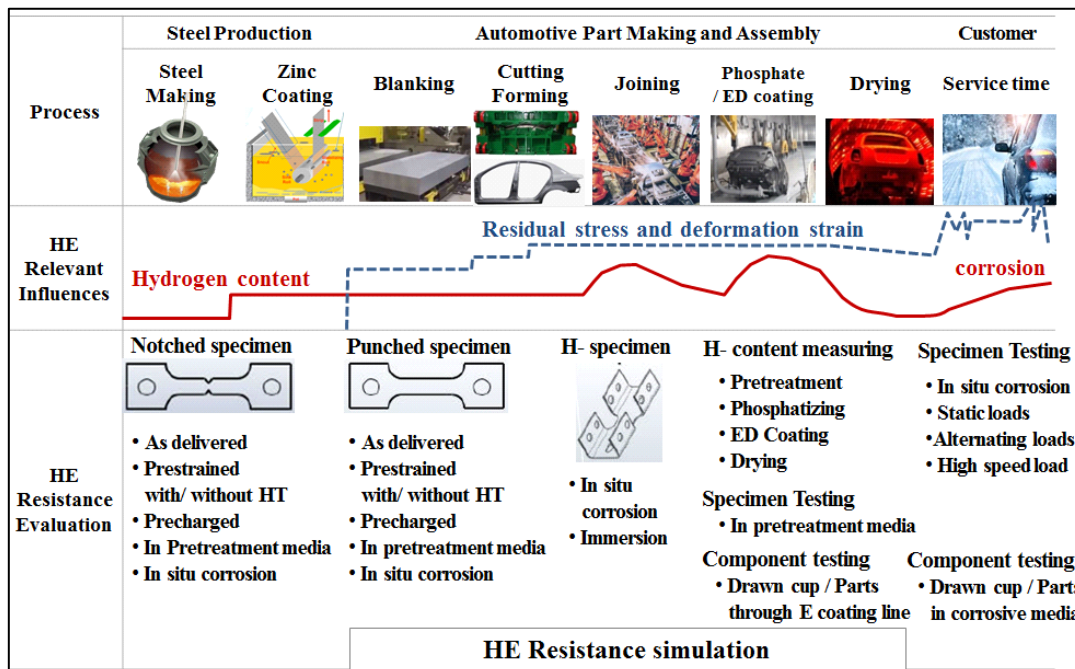 Steel Production
Automotive Part Making and Assembly
Customer
Process
Steel
Making
Zinc
Coating
Blanking
Cutting
Forming
Joining
Phosphate
/ ED coating
Drying
Service time
HE
Relevant
Influences
Residual stress and deformation strain
Hydrogen content
corrosion
HE
Resistance
Evaluation
Notched specimen
• As delivered
• Prestrained
with/ without HT
• Precharged
• In Pretreatment media
• In situ corrosion
Punched specimen
• As delivered
• Prestrained
with/ without HT
• Precharged
• In pretreatment media
• In situ corrosion
H- specimen
• In situ
corrosion
• Immersion
H- content measuring
• Pretreatment
• Phosphatizing
• ED Coating
• Drying
Specimen Testing
• In pretreatment media
Component testing
• Drawn cup / Parts
through E coating line
Specimen Testing
• In situ corrosion
• Static loads
• Alternating loads
• High speed load
Component testing
• Drawn cup / Parts
in corrosive media
HE Resistance simulation